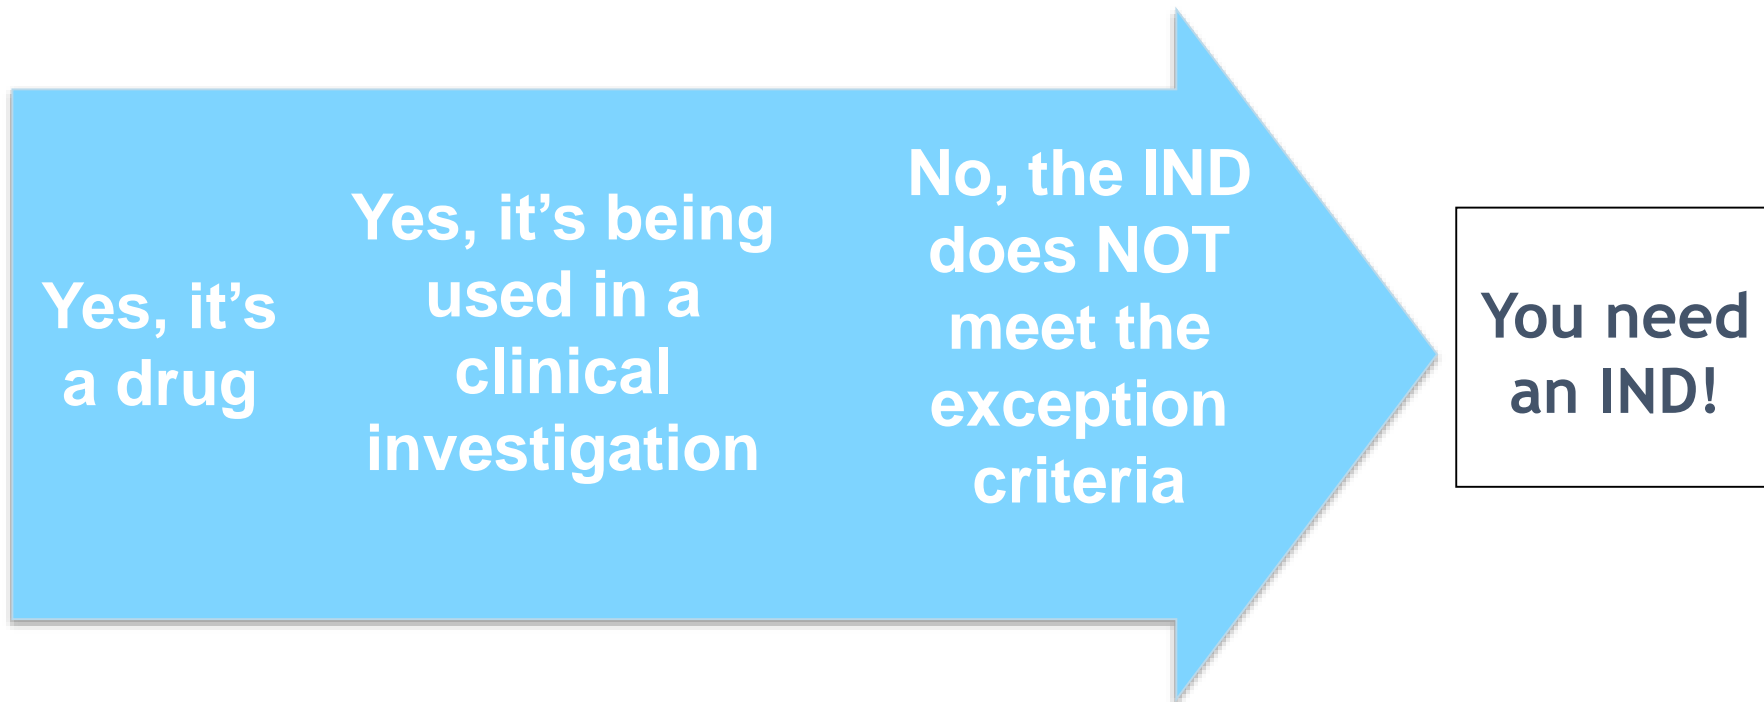 Yes, it’s
a drug
Yes, it’s being
used in a
clinical
investigation
No, the IND
does NOT
meet the
exception
criteria
You need
an IND!